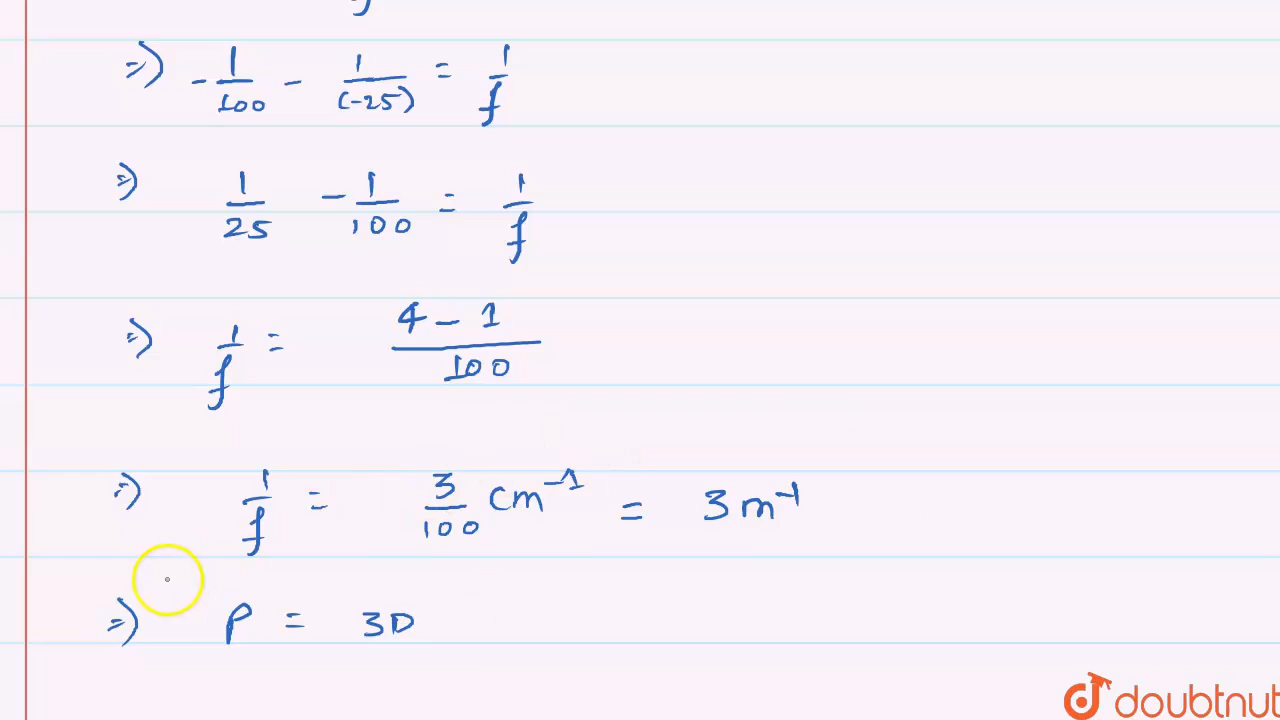 ⇒) -1/100 - 1/(-25) = 1/f
⇒) 1/25 - 1/100 = 1/f
⇒) 1/f = 4 - 1/100
⇒) 1/f = 3/100 cm⁻¹ = 3 m⁻¹
⇒) P = 3D
doubtnut